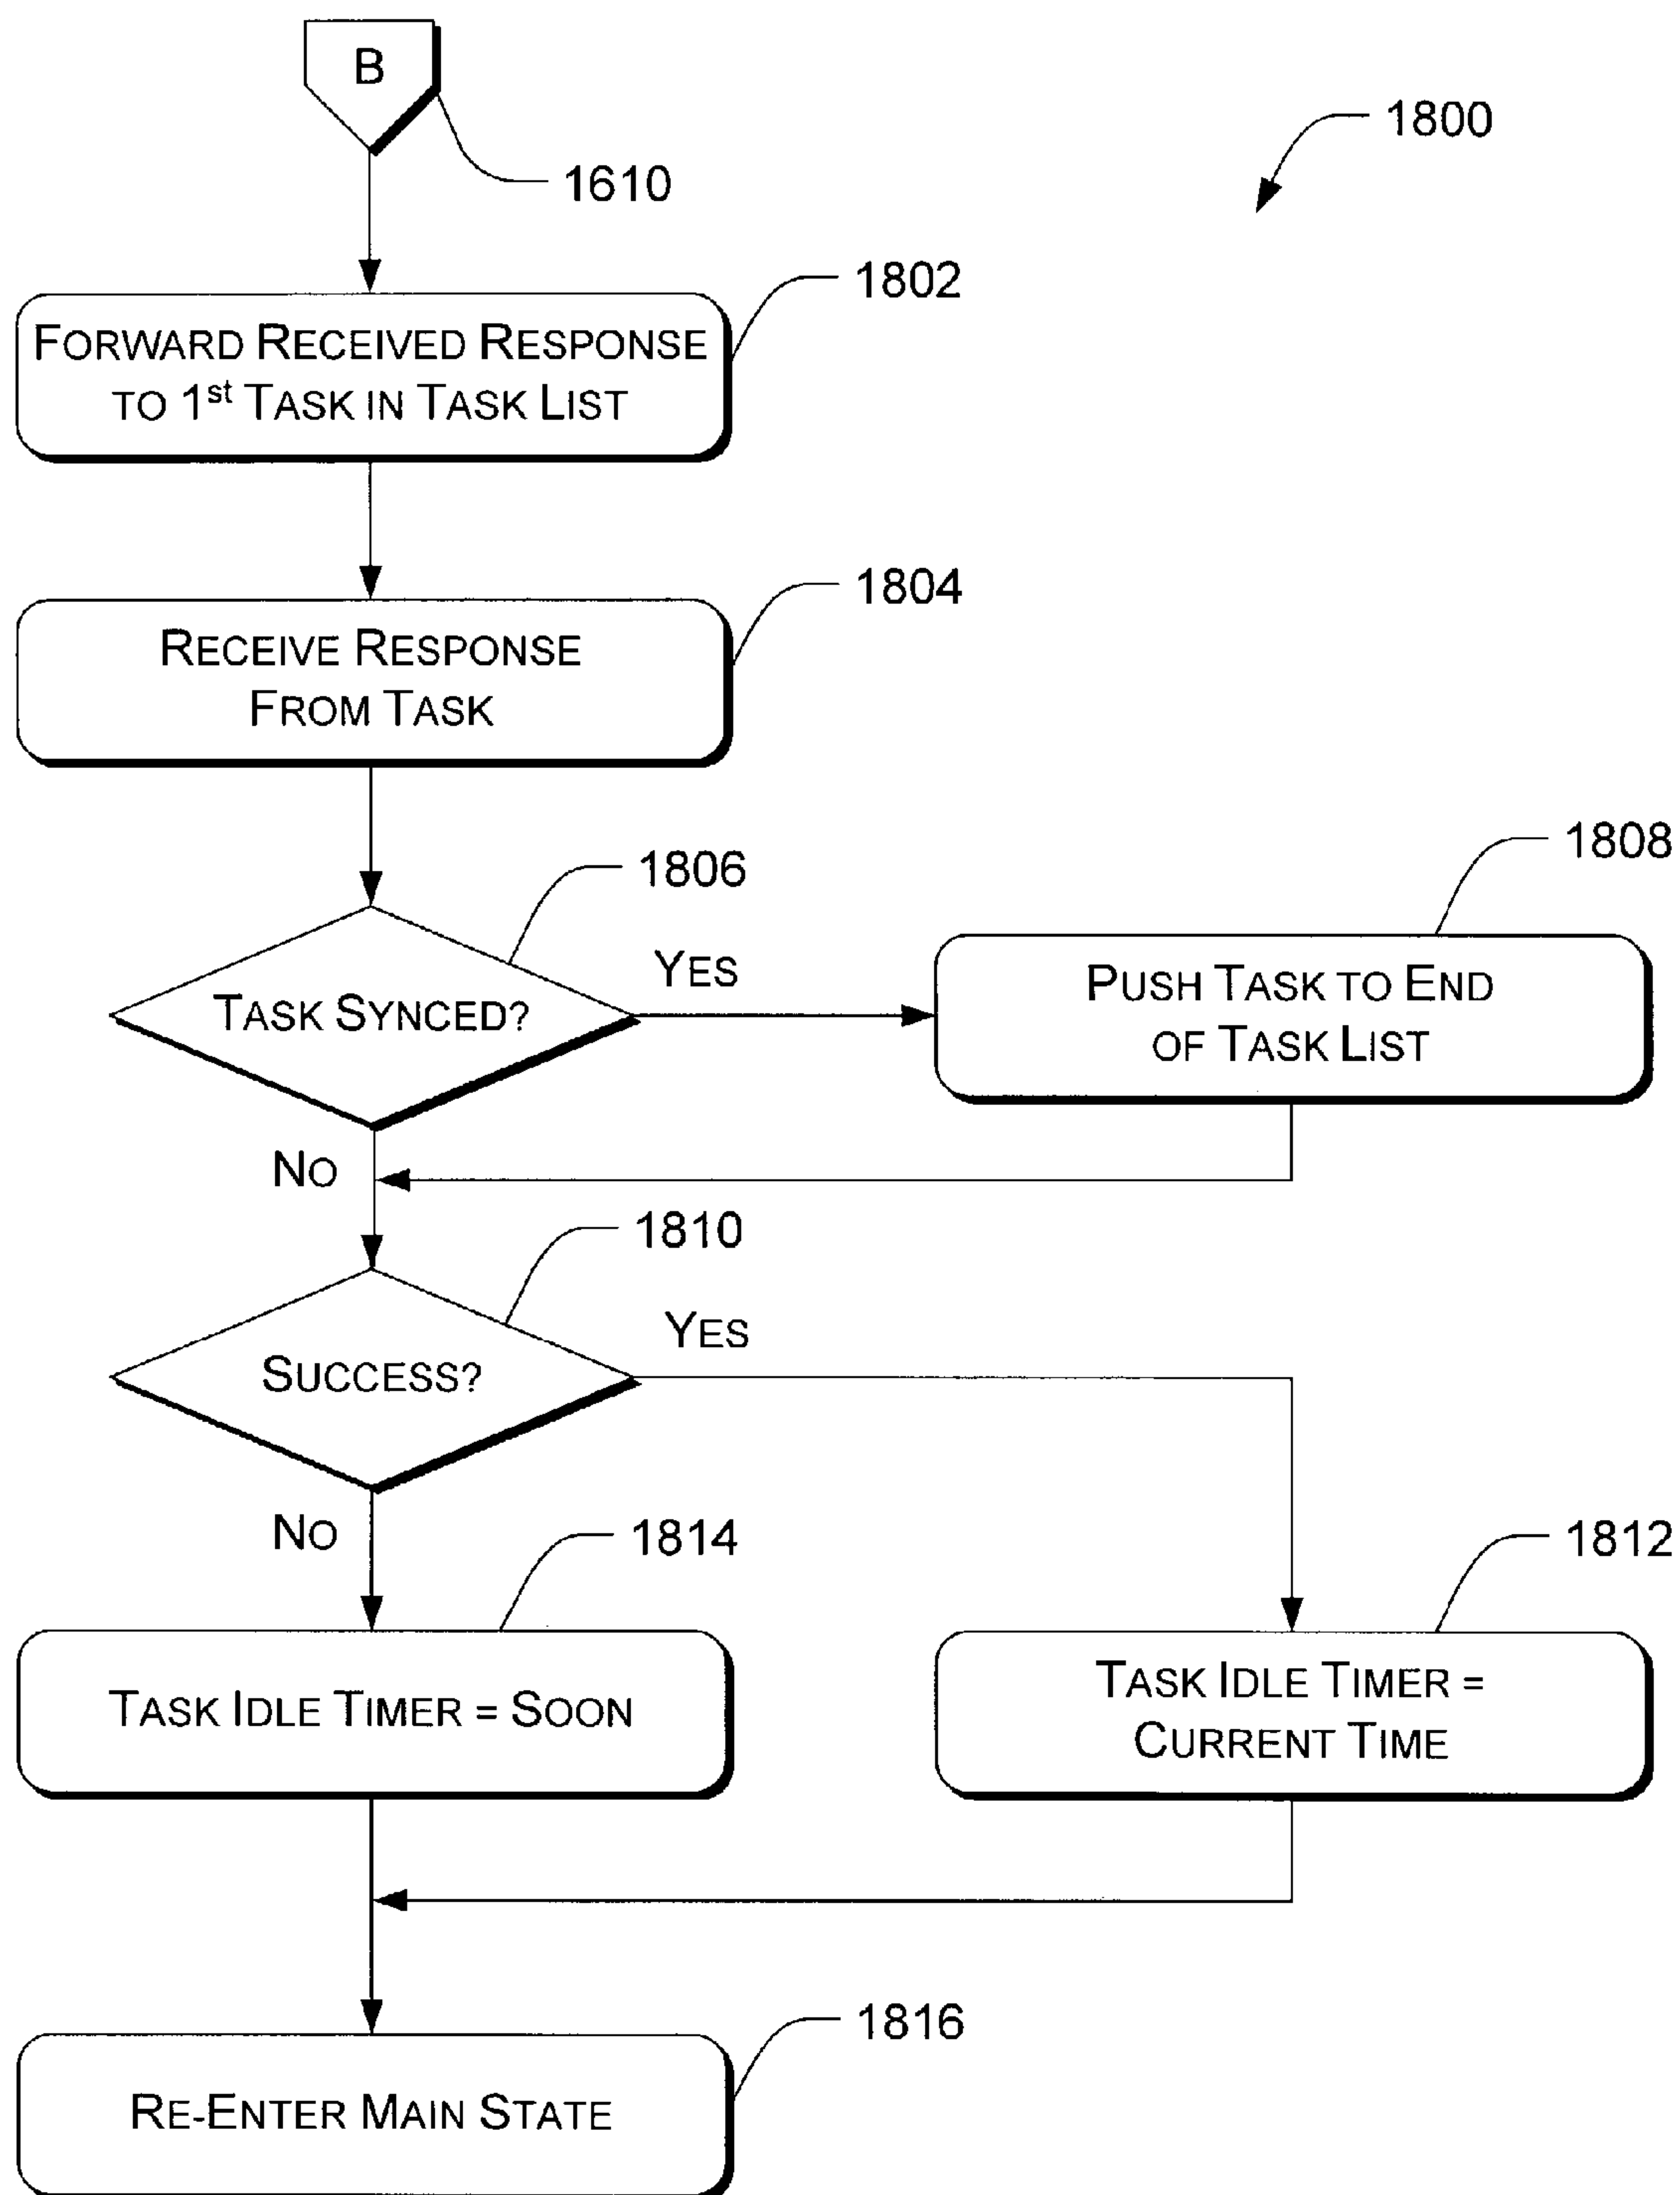 B
1800
1610
1802
FORWARD RECEIVED RESPONSE
TO 1st TASK IN TASK LIST
1804
RECEIVE RESPONSE
FROM TASK
1806
1808
YES
TASK SYNCED?
PUSH TASK TO END
OF TASK LIST
NO
1810
YES
SUCCESS?
NO
1814
1812
TASK IDLE TIMER = SOON
TASK IDLE TIMER =
CURRENT TIME
1816
RE-ENTER MAIN STATE